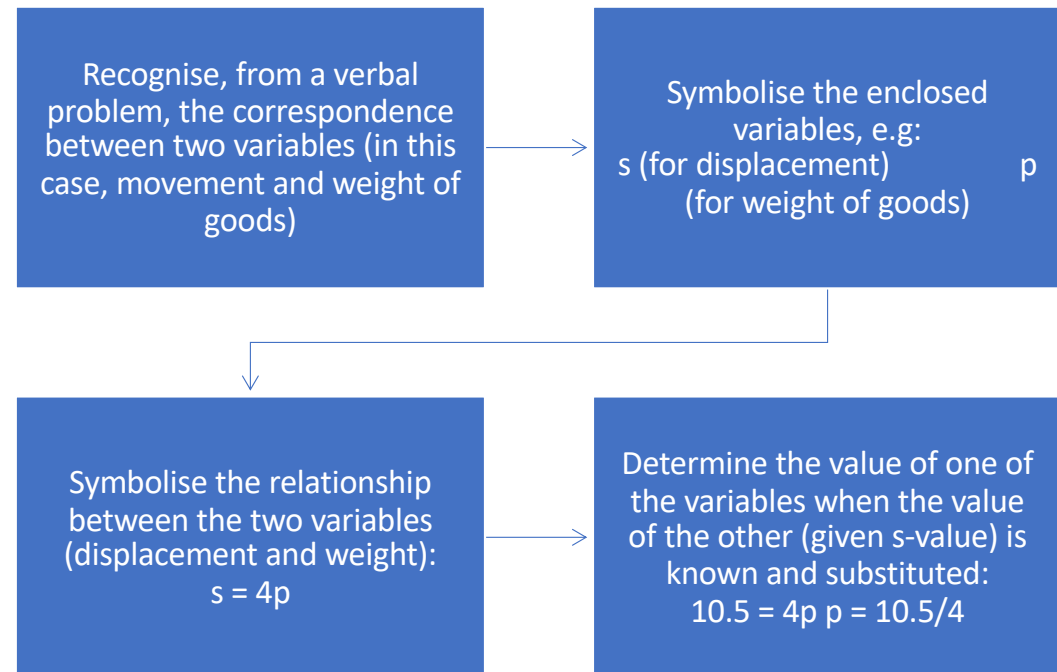 Recognise, from a verbal
problem, the correspondence
between two variables (in this
case, movement and weight of
goods)
Symbolise the enclosed
variables, e.g:
s (for displacement) p
(for weight of goods)
Symbolise the relationship
between the two variables
(displacement and weight):
s = 4p
Determine the value of one of
the variables when the value
of the other (given s-value) is
known and substituted:
10.5 = 4p p = 10.5/4